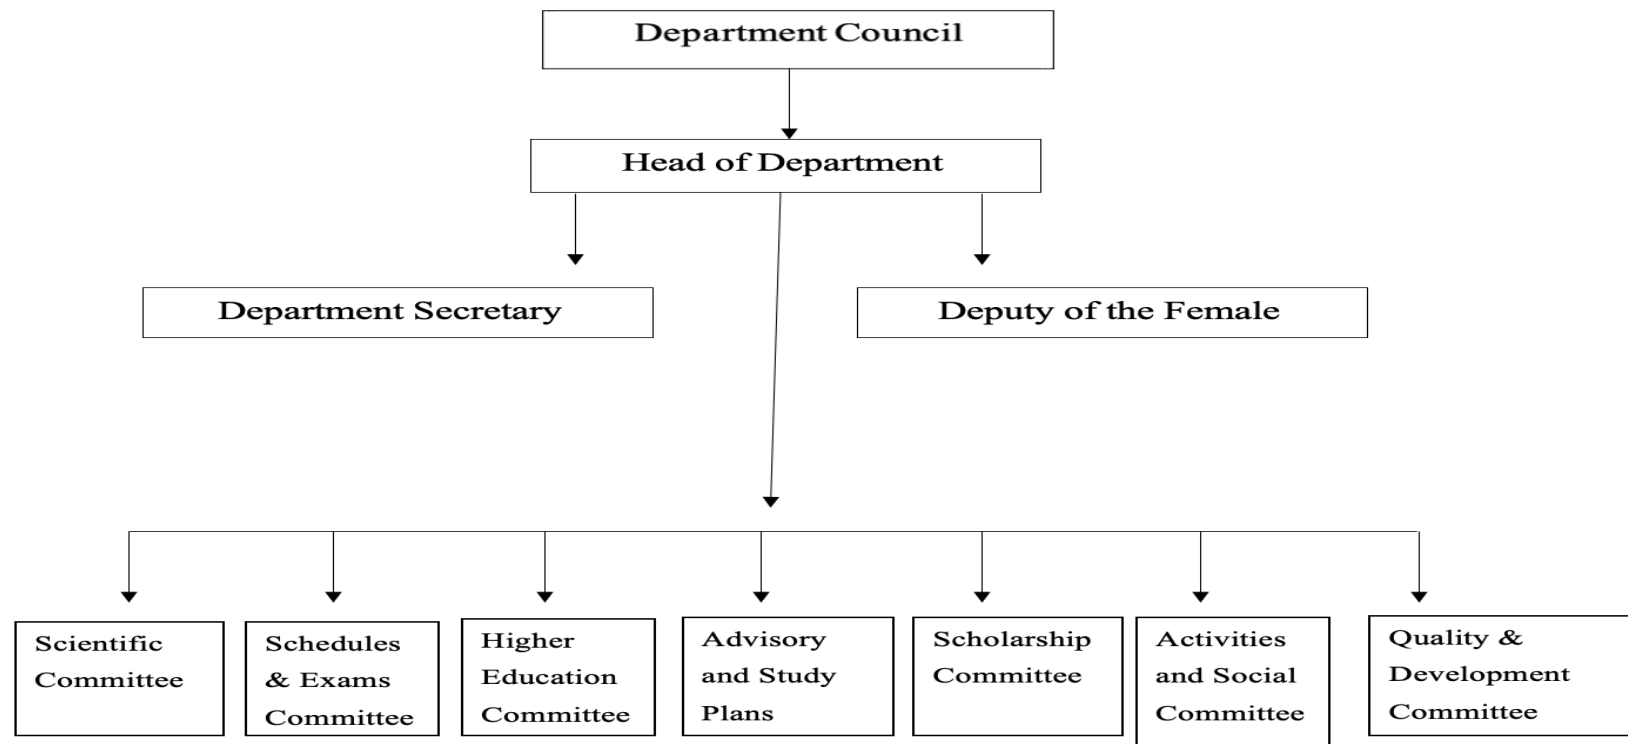 Department Council
Head of Department
Department Secretary
Deputy of the Female
Scientific
Committee
Schedules
& Exams
Committee
Higher
Education
Committee
Advisory
and Study
Plans
Scholarship
Committee
Activities
and Social
Committee
Quality &
Development
Committee